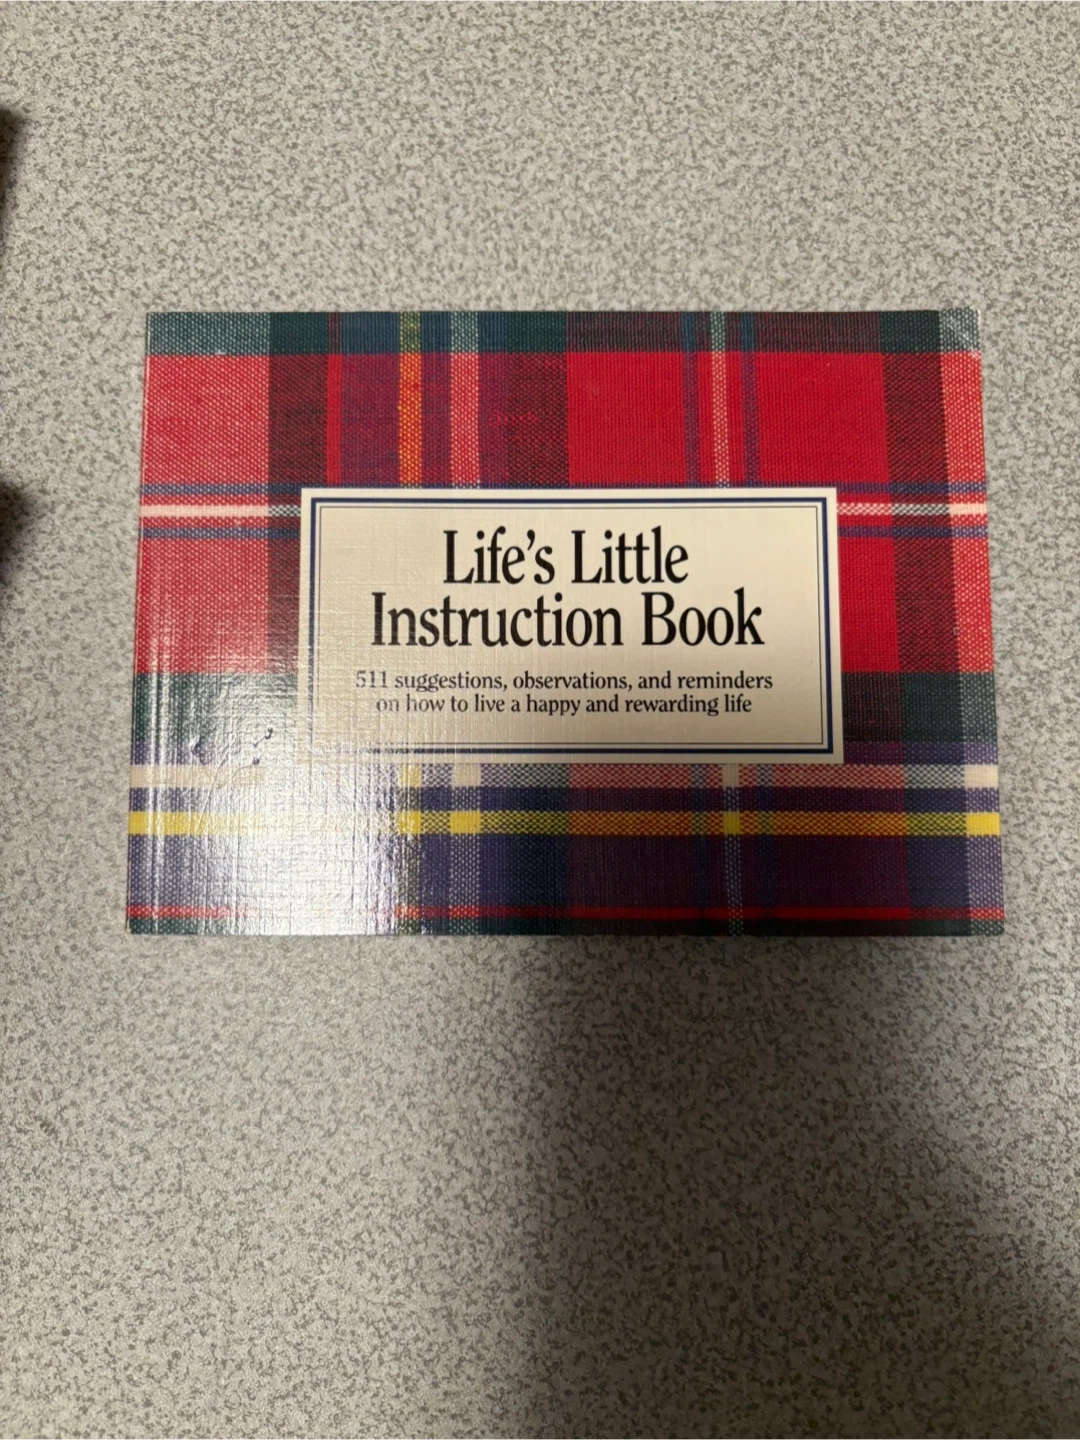 Life's Little
Instruction Book
511 suggestions, observations, and reminders
on how to live a happy and rewarding life